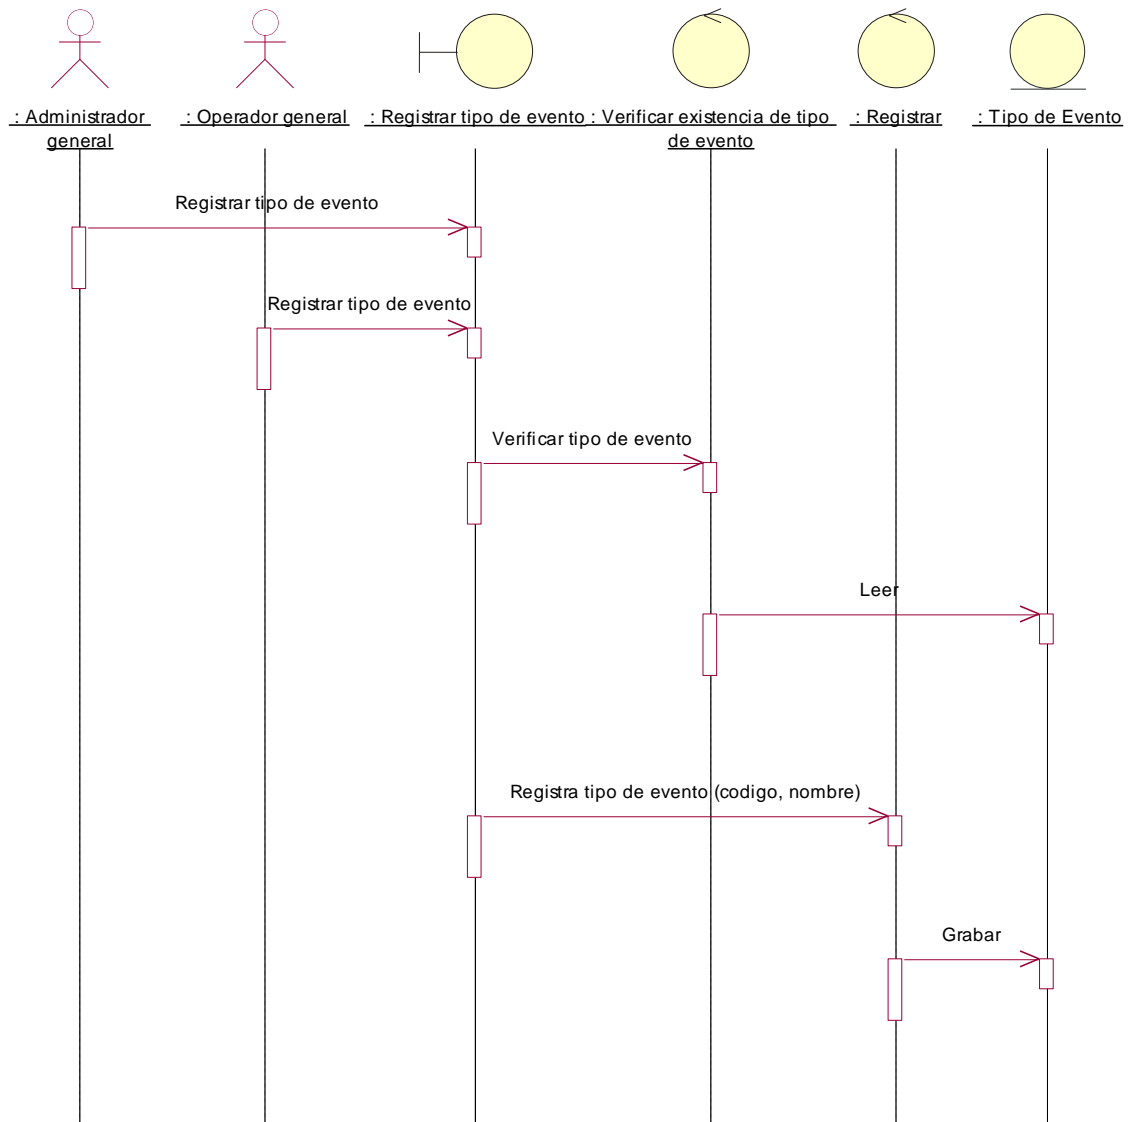 : Administrador
general
: Operador general
: Registrar tipo de evento
: Verificar existencia de tipo
de evento
: Registrar
: Tipo de Evento
Registrar tipo de evento
Registrar tipo de evento
Verificar tipo de evento
Leer
Registra tipo de evento (codigo, nombre)
Grabar